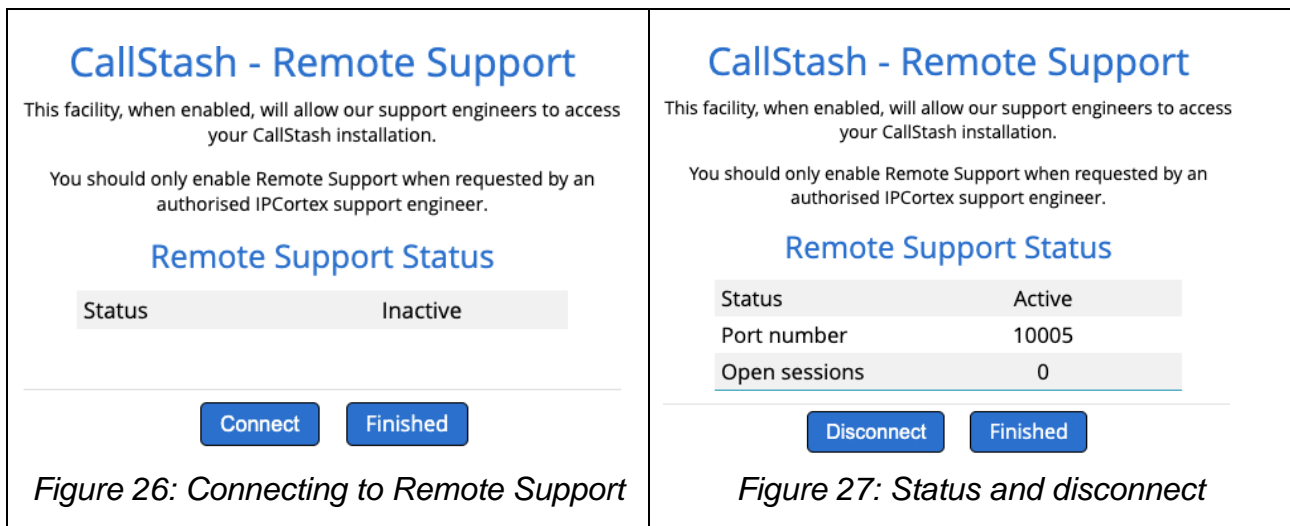 CallStash - Remote Support
This facility, when enabled, will allow our support engineers to access
your CallStash installation.
You should only enable Remote Support when requested by an
authorised IPCortex support engineer.
Remote Support Status
Status Inactive
Connect Finished
Figure 26: Connecting to Remote Support
CallStash - Remote Support
This facility, when enabled, will allow our support engineers to access
your CallStash installation.
You should only enable Remote Support when requested by an
authorised IPCortex support engineer.
Remote Support Status
Status Active
Port number 10005
Open sessions 0
Disconnect Finished
Figure 27: Status and disconnect